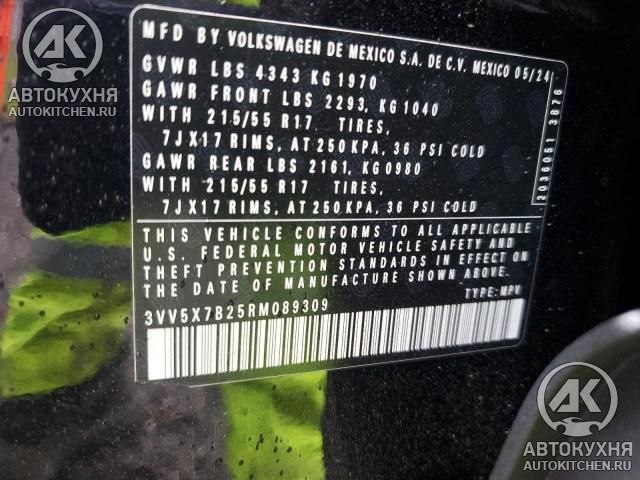 MFD BY VOLKSWAGEN DE MEXICO S.A. DE C.V. MEXICO 05/24
GVWR LBS 4343 KG 1970
GAWR FRONT LBS 2293, KG 1040
WITH 215/55 R17 TIRES,
7JX17 RIMS, AT 250 KPA, 36 PSI COLD
GAWR REAR LBS 2161, KG 0980
WITH 215/55 R17 TIRES,
7JX17 RIMS, AT 250 KPA, 36 PSI COLD
2036051 3876
THIS VEHICLE CONFORMS TO ALL APPLICABLE
U.S. FEDERAL MOTOR VEHICLE SAFETY AND
THEFT PREVENTION STANDARDS IN EFFECT ON
THE DATE OF MANUFACTURE SHOWN ABOVE.
3VV5X7B25RM089309
TYPE: MPV
АК
АВТОКУХНЯ
AUTOKITCHEN.RU
АК
АВТОКУХНЯ
AUTOKITCHEN.RU